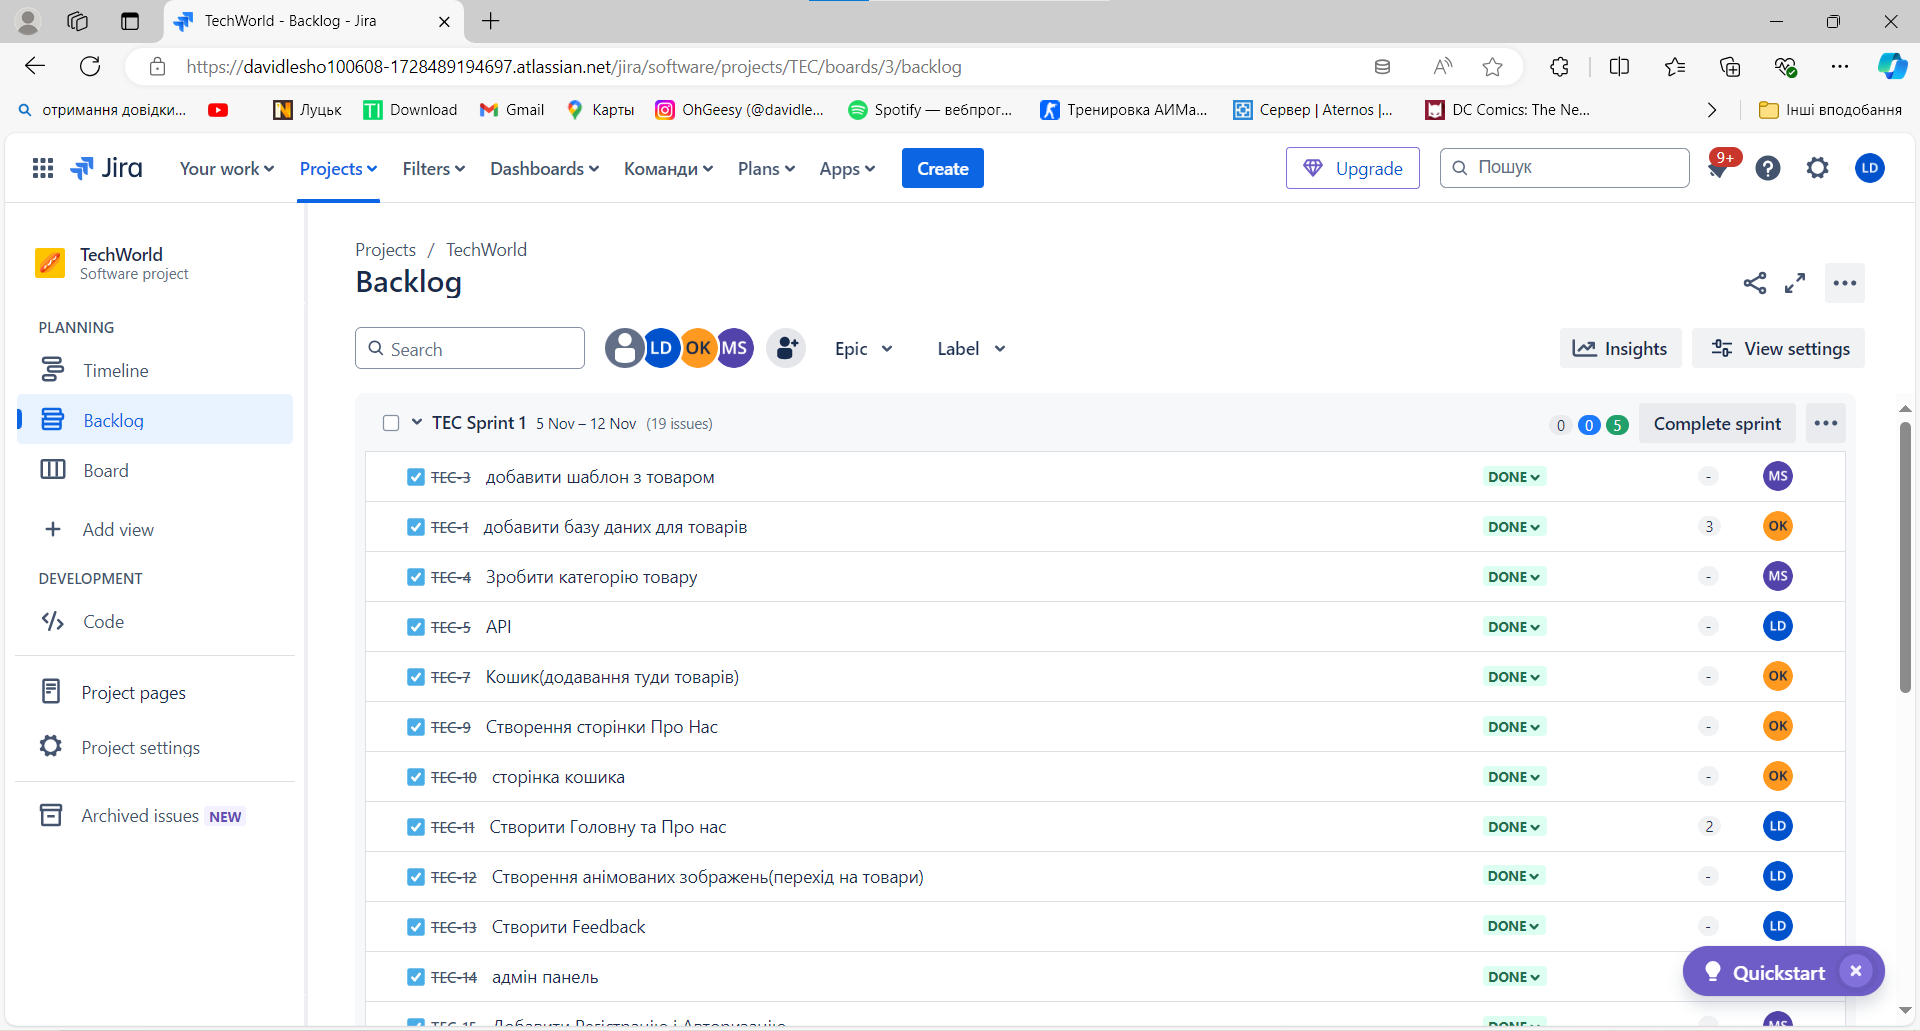 TechWorld - Backlog - Jira
https://davidlesho100608-1728489194697.atlassian.net/jira/software/projects/TEC/boards/3/backlog
отримання довідки... Луцьк Download Gmail Карты OhGeesy (@davidle... Spotify — вебпрог... Тренировка АИМа... Сервер | Aternos |... DC Comics: The Ne... Інші вподобання
Jira Your work Projects Filters Dashboards Команди Plans Apps Create Upgrade Пошук 9+ LD
TechWorld
Software project
PLANNING
Timeline
Backlog
Board
Add view
DEVELOPMENT
Code
Project pages
Project settings
Archived issues NEW
Projects / TechWorld
Backlog
Search LD OK MS Epic Label Insights View settings
TEC Sprint 1 5 Nov – 12 Nov (19 issues) 0 0 5 Complete sprint
TEC-3 добавити шаблон з товаром DONE - MS
TEC-1 добавити базу даних для товарів DONE 3 OK
TEC-4 Зробити категорію товару DONE - MS
TEC-5 API DONE - LD
TEC-7 Кошик(додавання туди товарів) DONE - OK
TEC-9 Створення сторінки Про Нас DONE - OK
TEC-10 сторінка кошика DONE - OK
TEC-11 Створити Головну та Про нас DONE 2 LD
TEC-12 Створення анімованих зображень(перехід на товари) DONE - LD
TEC-13 Створити Feedback DONE - LD
TEC-14 адмін панель DONE
TEC-15 Добавити Регістрацію і Авторизацію DONE MS
Quickstart